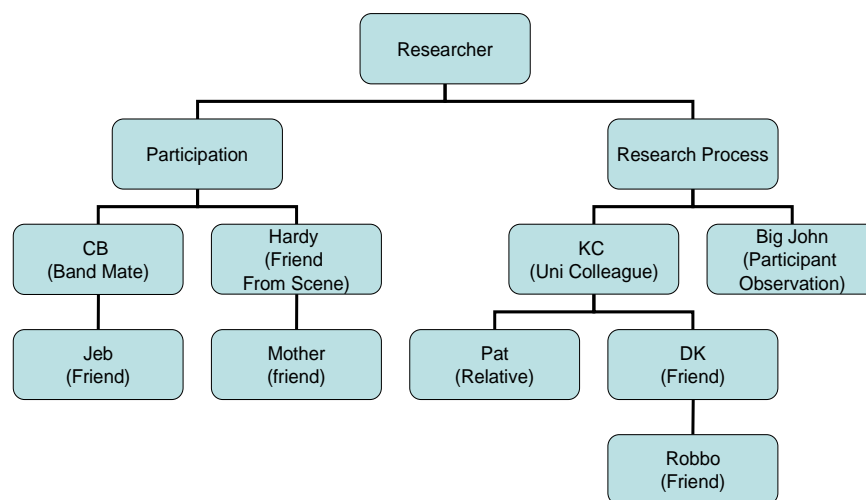 Researcher
Participation
Research Process
CB
(Band Mate)
Hardy
(Friend
From Scene)
KC
(Uni Colleague)
Big John
(Participant
Observation)
Jeb
(Friend)
Mother
(friend)
Pat
(Relative)
DK
(Friend)
Robbo
(Friend)